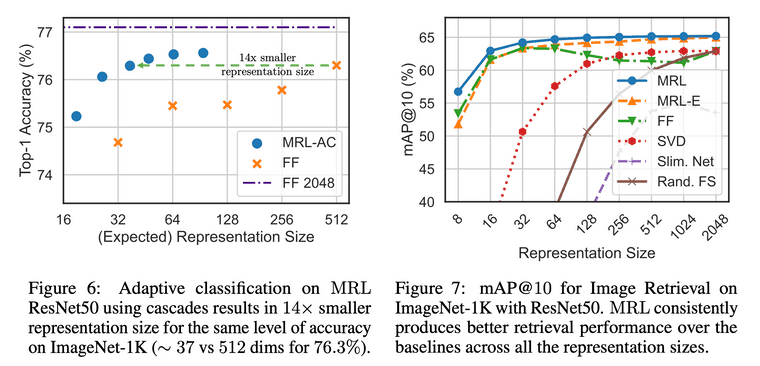 77
76
75
74
Top-1 Accuracy (%)
14x smaller
representation size
MRL-AC
FF
FF 2048
16 32 64 128 256 512
(Expected) Representation Size
Figure 6: Adaptive classification on MRL
ResNet50 using cascades results in 14× smaller
representation size for the same level of accuracy
on ImageNet-1K (∼ 37 vs 512 dims for 76.3%).
65
60
55
50
45
40
mAP@10 (%)
MRL
MRL-E
FF
SVD
Slim. Net
Rand. FS
8 16 32 64 128 256 512 1024 2048
Representation Size
Figure 7: mAP@10 for Image Retrieval on
ImageNet-1K with ResNet50. MRL consistently
produces better retrieval performance over the
baselines across all the representation sizes.